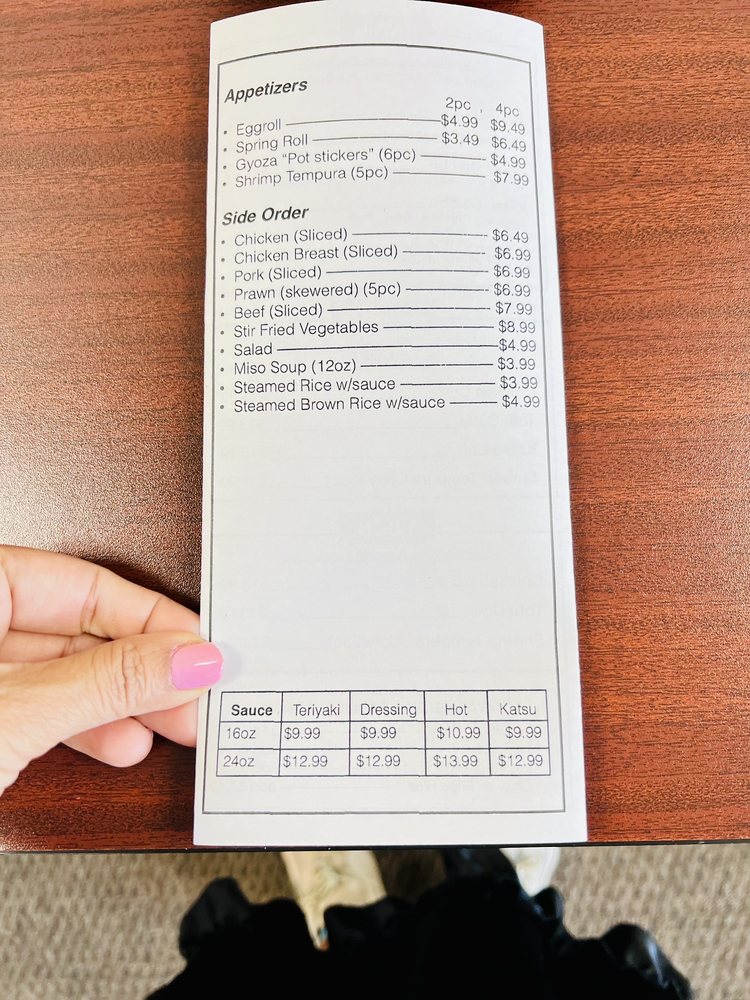 Appetizers
2pc , 4pc
• Eggroll $4.99 $9.49
• Spring Roll $3.49 $6.49
• Gyoza "Pot stickers" (6pc) $4.99
• Shrimp Tempura (5pc) $7.99
Side Order
• Chicken (Sliced) $6.49
• Chicken Breast (Sliced) $6.99
• Pork (Sliced) $6.99
• Prawn (skewered) (5pc) $6.99
• Beef (Sliced) $7.99
• Stir Fried Vegetables $8.99
• Salad $4.99
• Miso Soup (12oz) $3.99
• Steamed Rice w/sauce $3.99
• Steamed Brown Rice w/sauce $4.99
Sauce Teriyaki Dressing Hot Katsu
16oz $9.99 $9.99 $10.99 $9.99
24oz $12.99 $12.99 $13.99 $12.99